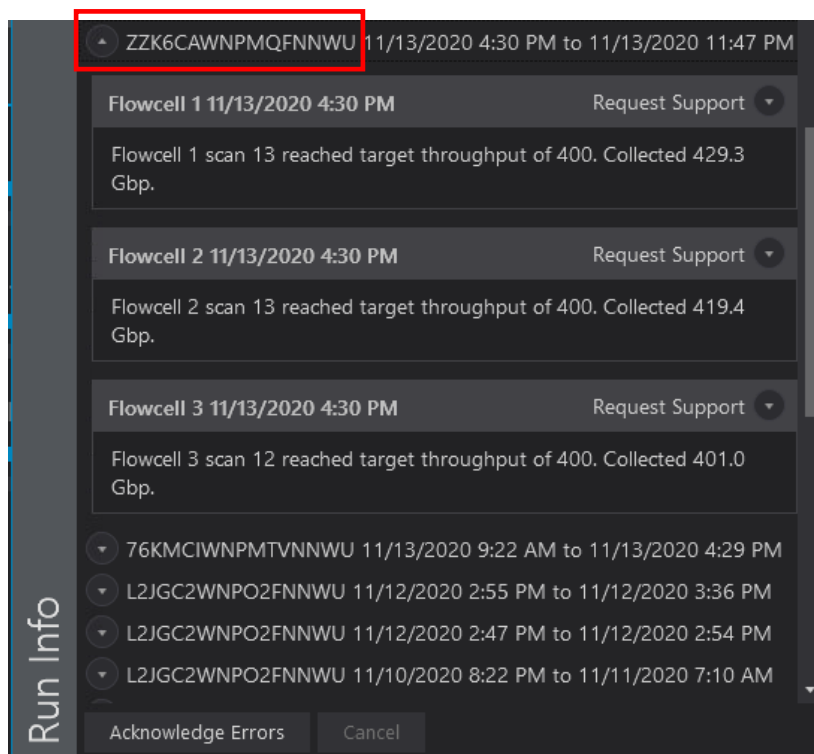 ZZK6CAWNPMQFNNWU 11/13/2020 4:30 PM to 11/13/2020 11:47 PM
Flowcell 1 11/13/2020 4:30 PM Request Support
Flowcell 1 scan 13 reached target throughput of 400. Collected 429.3
Gbp.
Flowcell 2 11/13/2020 4:30 PM Request Support
Flowcell 2 scan 13 reached target throughput of 400. Collected 419.4
Gbp.
Flowcell 3 11/13/2020 4:30 PM Request Support
Flowcell 3 scan 12 reached target throughput of 400. Collected 401.0
Gbp.
76KMCIWNPMTVNNWU 11/13/2020 9:22 AM to 11/13/2020 4:29 PM
L2JGC2WNPO2FNNWU 11/12/2020 2:55 PM to 11/12/2020 3:36 PM
L2JGC2WNPO2FNNWU 11/12/2020 2:47 PM to 11/12/2020 2:54 PM
L2JGC2WNPO2FNNWU 11/10/2020 8:22 PM to 11/11/2020 7:10 AM
Run Info
Acknowledge Errors Cancel